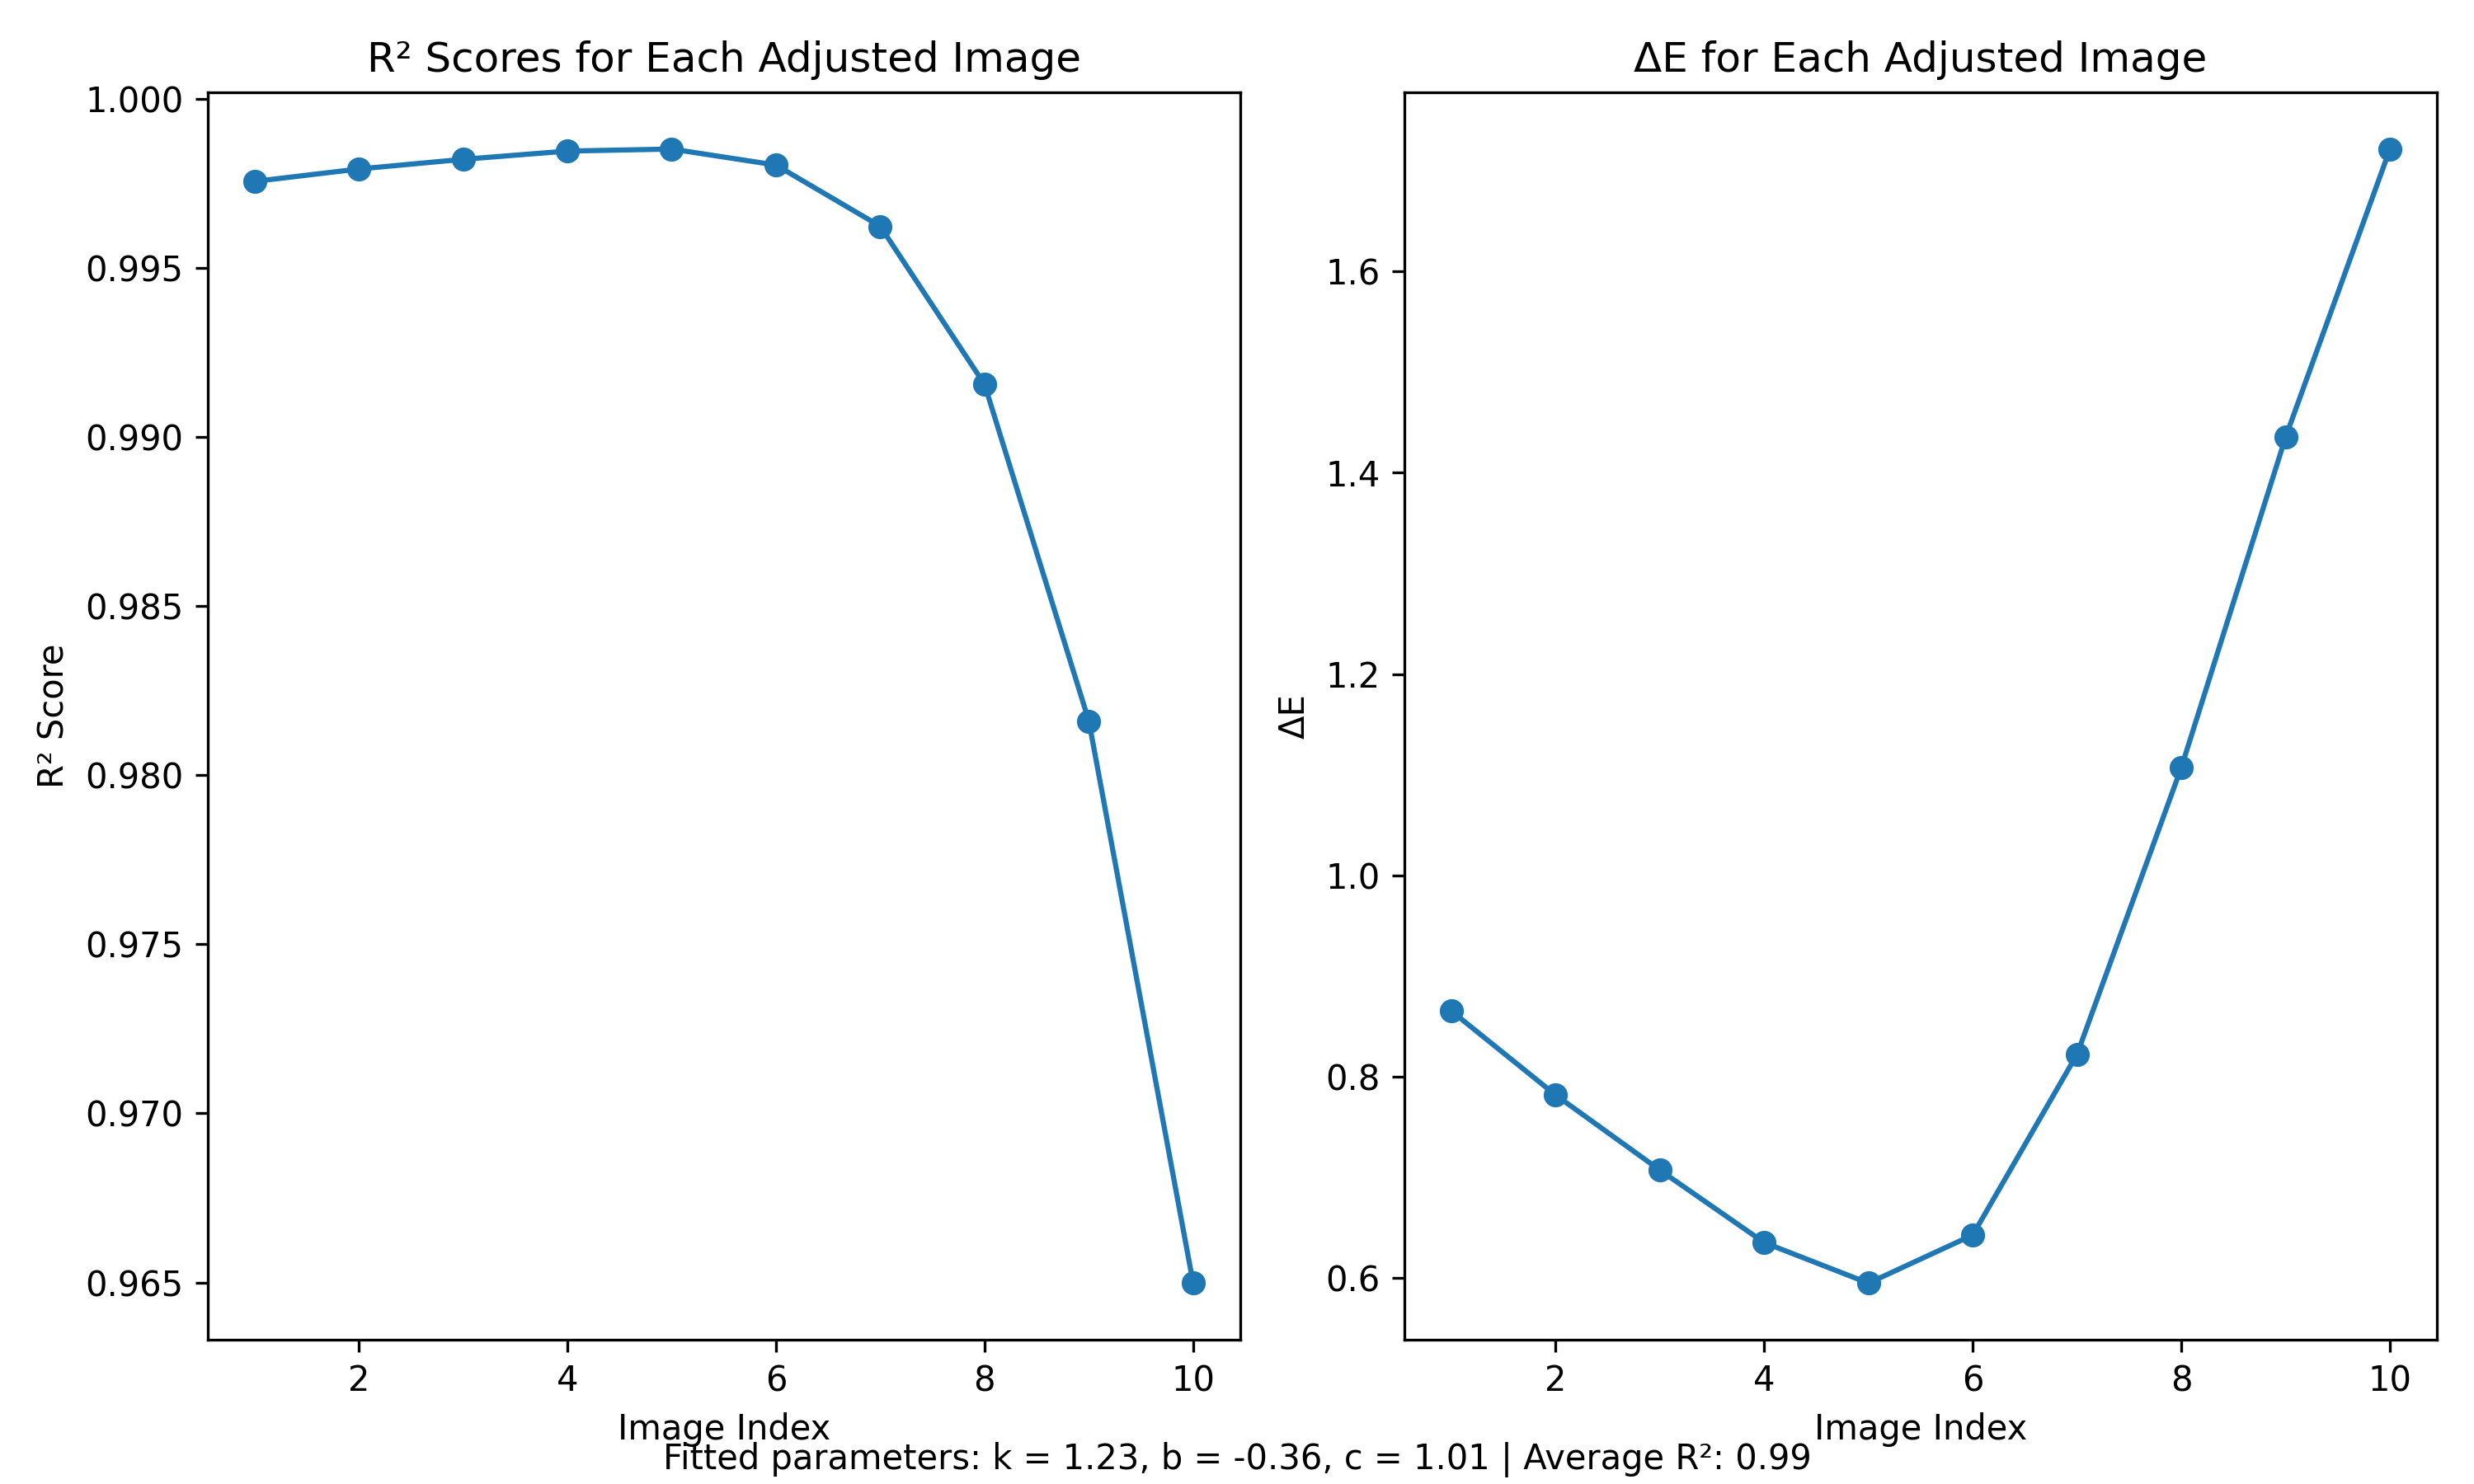 R² Scores for Each Adjusted Image
1.000
0.995
0.990
0.985
0.980
0.975
0.970
0.965
R² Score
2 4 6 8 10
Image Index
ΔE for Each Adjusted Image
1.6
1.4
1.2
1.0
0.8
0.6
ΔE
2 4 6 8 10
Image Index
Fitted parameters: k = 1.23, b = -0.36, c = 1.01 | Average R²: 0.99